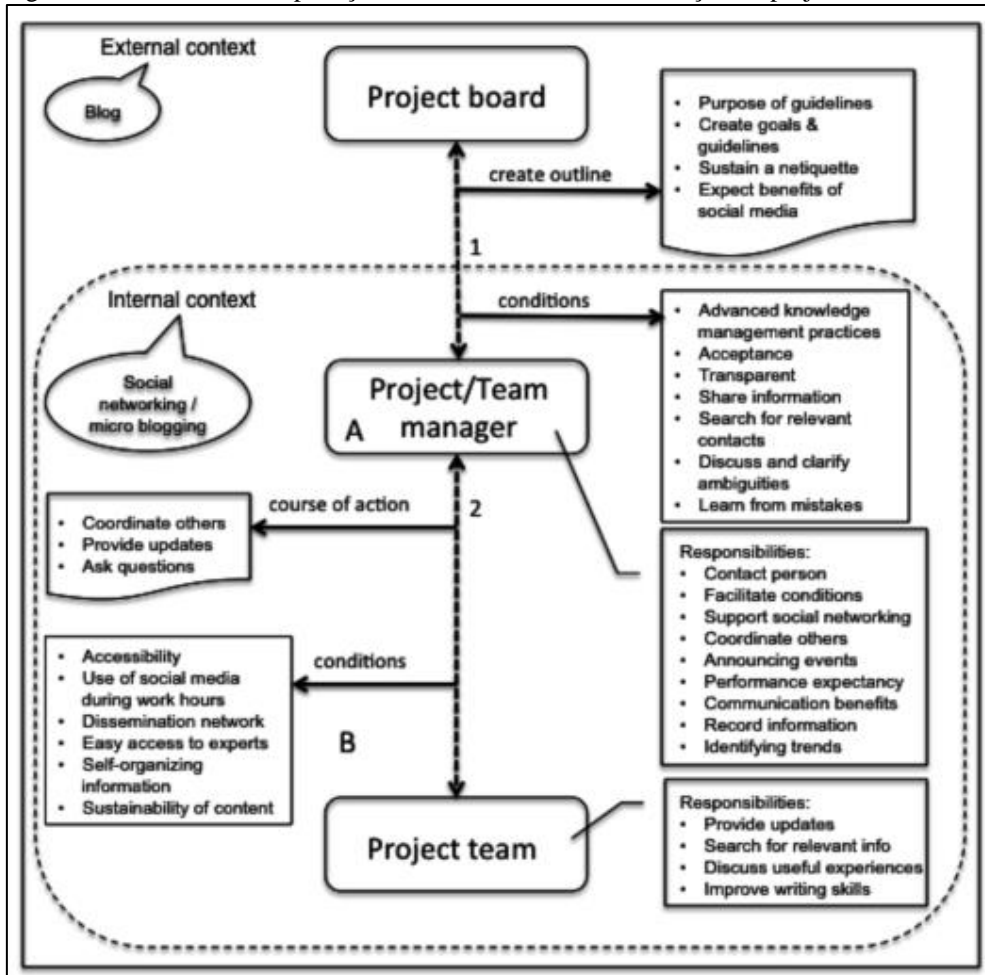 External context
Blog
Project board
• Purpose of guidelines
• Create goals &
guidelines
• Sustain a netiquette
• Expect benefits of
social media
create outline
1
Internal context
Social
networking /
micro blogging
conditions
• Advanced knowledge
management practices
• Acceptance
• Transparent
• Share information
• Search for relevant
contacts
• Discuss and clarify
ambiguities
• Learn from mistakes
Project/Team
A manager
2
course of action
• Coordinate others
• Provide updates
• Ask questions
Responsibilities:
• Contact person
• Facilitate conditions
• Support social networking
• Coordinate others
• Announcing events
• Performance expectancy
• Communication benefits
• Record information
• Identifying trends
conditions
• Accessibility
• Use of social media
during work hours
• Dissemination network
• Easy access to experts
• Self-organizing
information
• Sustainability of content
B
Project team
Responsibilities:
• Provide updates
• Search for relevant info
• Discuss useful experiences
• Improve writing skills